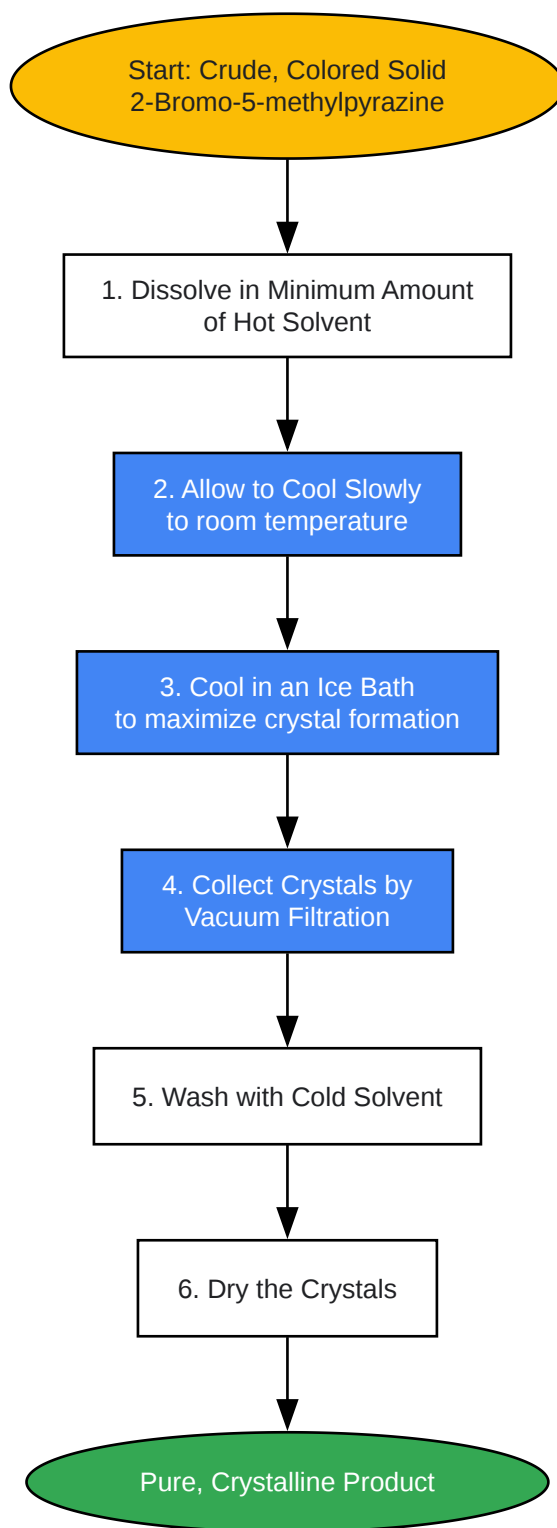 Start: Crude, Colored Solid
2-Bromo-5-methylpyrazine
1. Dissolve in Minimum Amount
of Hot Solvent
2. Allow to Cool Slowly
to room temperature
3. Cool in an Ice Bath
to maximize crystal formation
4. Collect Crystals by
Vacuum Filtration
5. Wash with Cold Solvent
6. Dry the Crystals
Pure, Crystalline Product